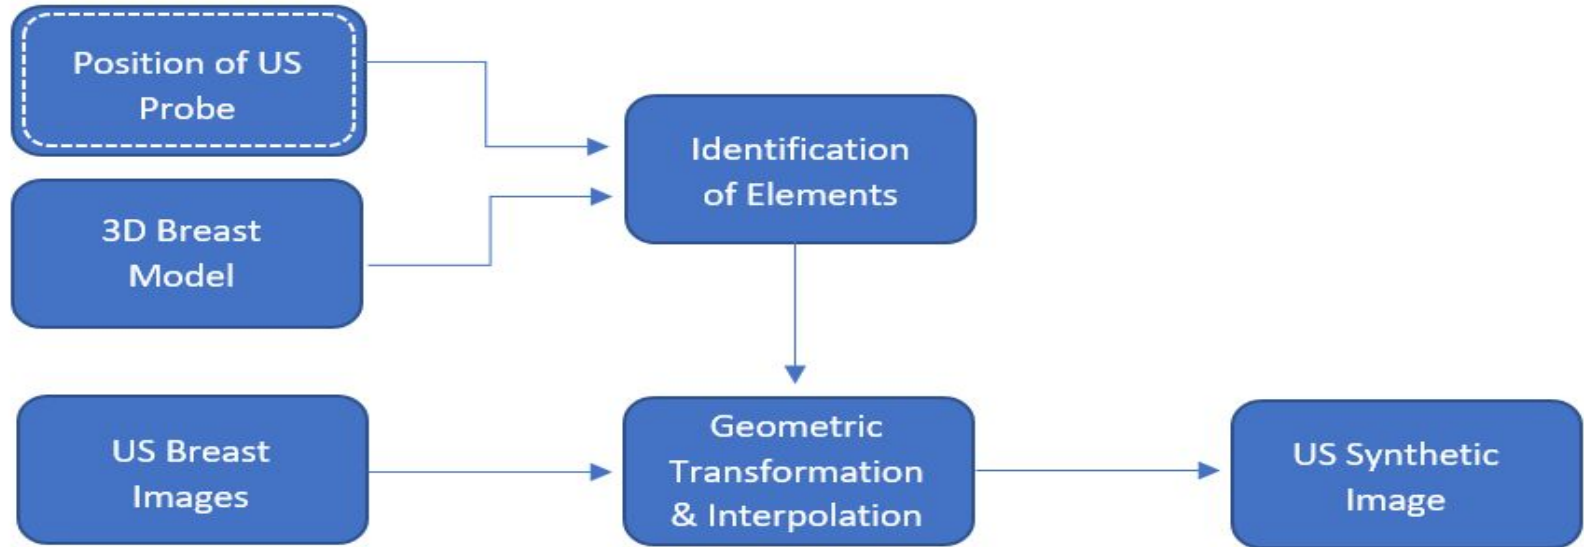 Position of US
Probe
3D Breast
Model
Identification
of Elements
US Breast
Images
Geometric
Transformation
& Interpolation
US Synthetic
Image